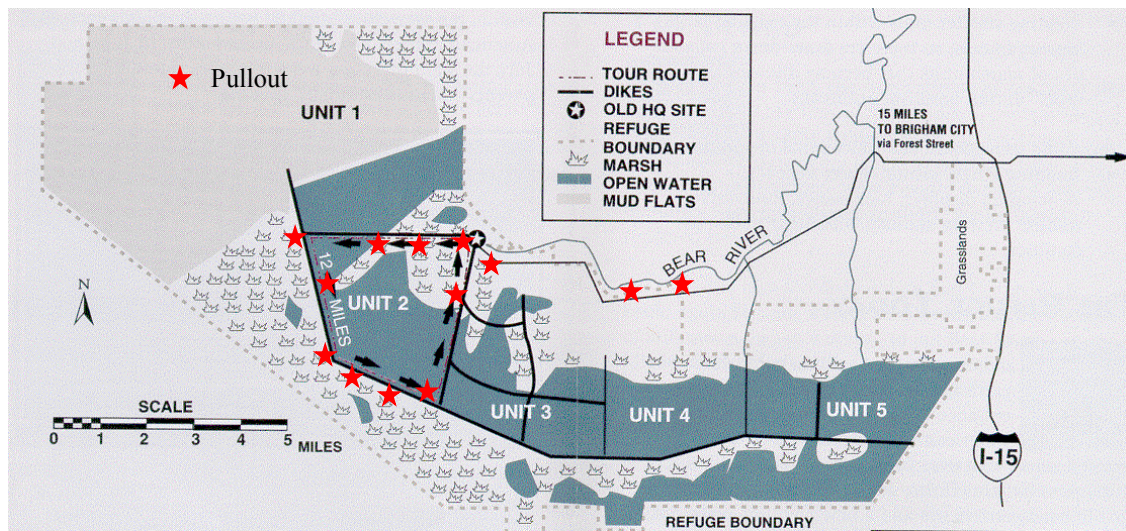 Pullout
UNIT 1
LEGEND
TOUR ROUTE
DIKES
OLD HQ SITE
REFUGE
BOUNDARY
MARSH
OPEN WATER
MUD FLATS
15 MILES
TO BRIGHAM CITY
via Forest Street
BEAR
RIVER
Grasslands
12
MILES
UNIT 2
N
UNIT 3
UNIT 4
UNIT 5
SCALE
0 1 2 3 4 5
MILES
I-15
REFUGE BOUNDARY